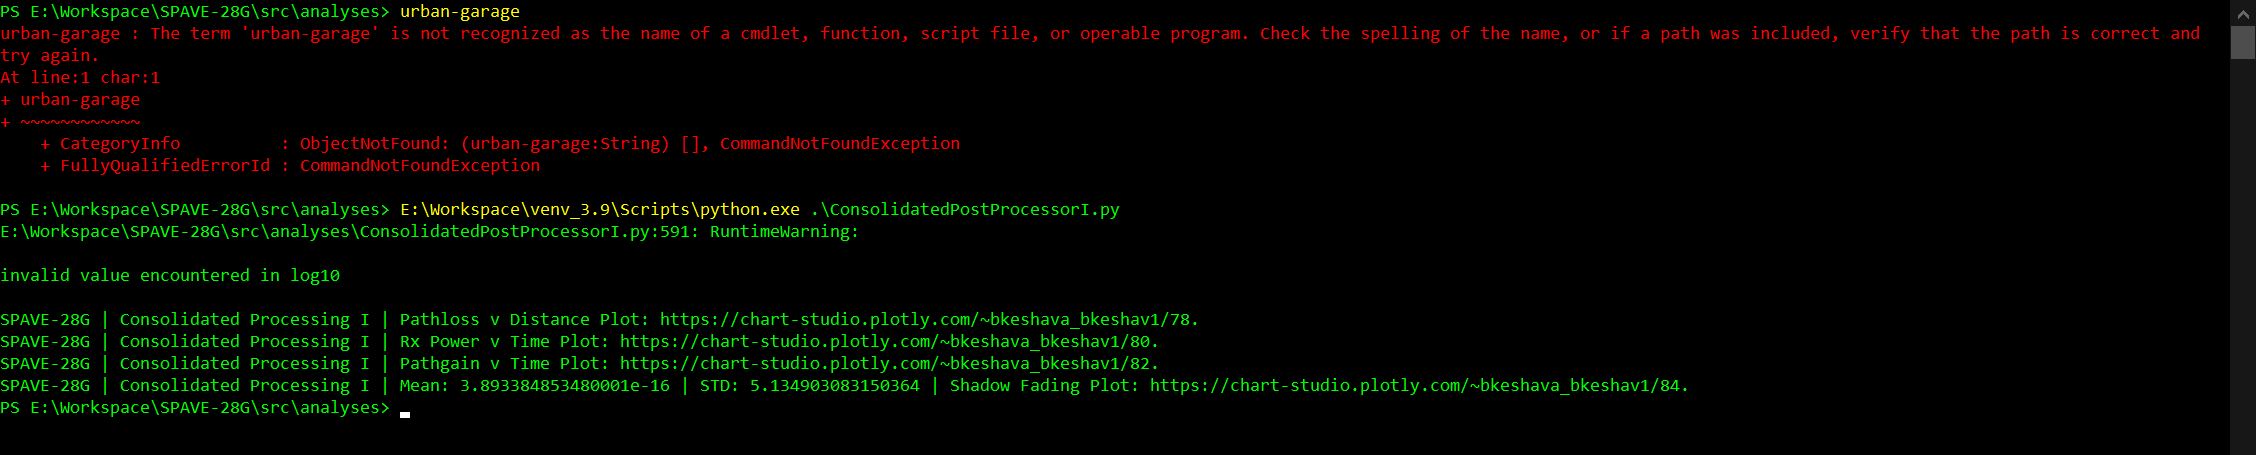 PS E:\Workspace\SPAVE-28G\src\analyses> urban-garage
urban-garage : The term 'urban-garage' is not recognized as the name of a cmdlet, function, script file, or operable program. Check the spelling of the name, or if a path was included, verify that the path is correct and
try again.
At line:1 char:1
+ urban-garage
+ ~~~~~~~~~~~~
    + CategoryInfo          : ObjectNotFound: (urban-garage:String) [], CommandNotFoundException
    + FullyQualifiedErrorId : CommandNotFoundException
PS E:\Workspace\SPAVE-28G\src\analyses> E:\Workspace\venv_3.9\Scripts\python.exe .\ConsolidatedPostProcessorI.py
E:\Workspace\SPAVE-28G\src\analyses\ConsolidatedPostProcessorI.py:591: RuntimeWarning:
invalid value encountered in log10
SPAVE-28G | Consolidated Processing I | Pathloss v Distance Plot: https://chart-studio.plotly.com/~bkeshava_bkeshav1/78.
SPAVE-28G | Consolidated Processing I | Rx Power v Time Plot: https://chart-studio.plotly.com/~bkeshava_bkeshav1/80.
SPAVE-28G | Consolidated Processing I | Pathgain v Time Plot: https://chart-studio.plotly.com/~bkeshava_bkeshav1/82.
SPAVE-28G | Consolidated Processing I | Mean: 3.893384853480001e-16 | STD: 5.134903083150364 | Shadow Fading Plot: https://chart-studio.plotly.com/~bkeshava_bkeshav1/84.
PS E:\Workspace\SPAVE-28G\src\analyses>